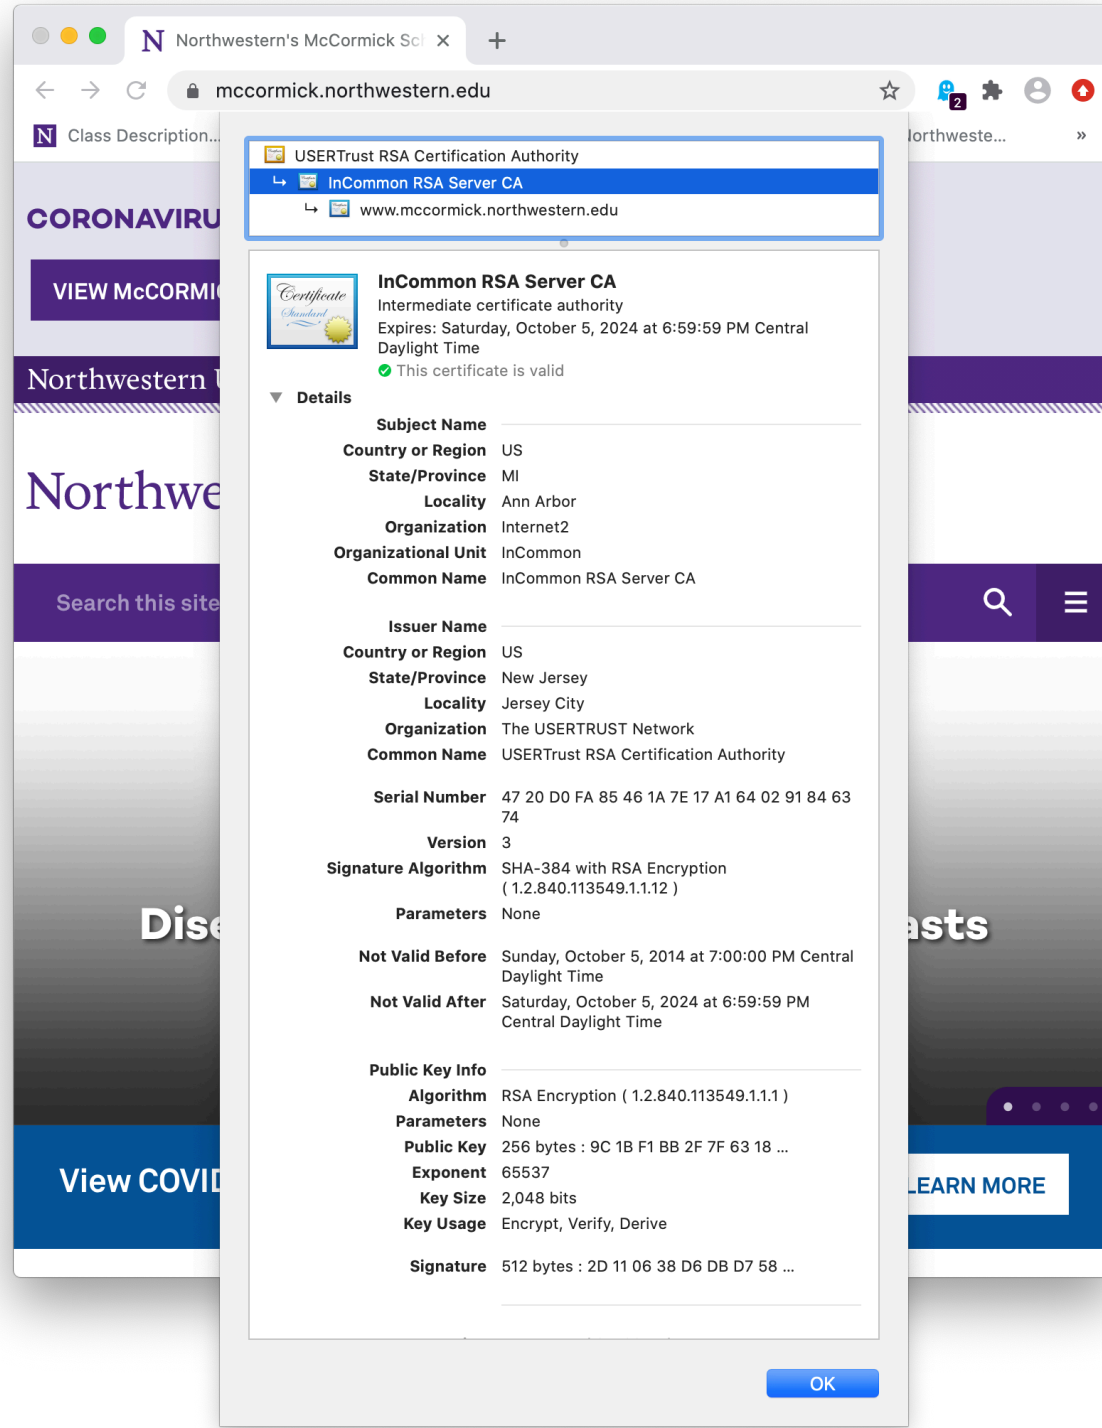 N Northwestern's McCormick Sch
mccormick.northwestern.edu
2
N Class Description...
Northweste...
»
USERTrust RSA Certification Authority
InCommon RSA Server CA
www.mccormick.northwestern.edu
CORONAVIRU
VIEW McCORMI
Northwestern
Northwe
Search this site
Dise
asts
View COVID
LEARN MORE
Certificate
Standard
InCommon RSA Server CA
Intermediate certificate authority
Expires: Saturday, October 5, 2024 at 6:59:59 PM Central
Daylight Time
This certificate is valid
Details
Subject Name
Country or Region US
State/Province MI
Locality Ann Arbor
Organization Internet2
Organizational Unit InCommon
Common Name InCommon RSA Server CA
Issuer Name
Country or Region US
State/Province New Jersey
Locality Jersey City
Organization The USERTRUST Network
Common Name USERTrust RSA Certification Authority
Serial Number 47 20 D0 FA 85 46 1A 7E 17 A1 64 02 91 84 63
74
Version 3
Signature Algorithm SHA-384 with RSA Encryption
( 1.2.840.113549.1.1.12 )
Parameters None
Not Valid Before Sunday, October 5, 2014 at 7:00:00 PM Central
Daylight Time
Not Valid After Saturday, October 5, 2024 at 6:59:59 PM
Central Daylight Time
Public Key Info
Algorithm RSA Encryption ( 1.2.840.113549.1.1.1 )
Parameters None
Public Key 256 bytes : 9C 1B F1 BB 2F 7F 63 18 ...
Exponent 65537
Key Size 2,048 bits
Key Usage Encrypt, Verify, Derive
Signature 512 bytes : 2D 11 06 38 D6 DB D7 58 ...
OK